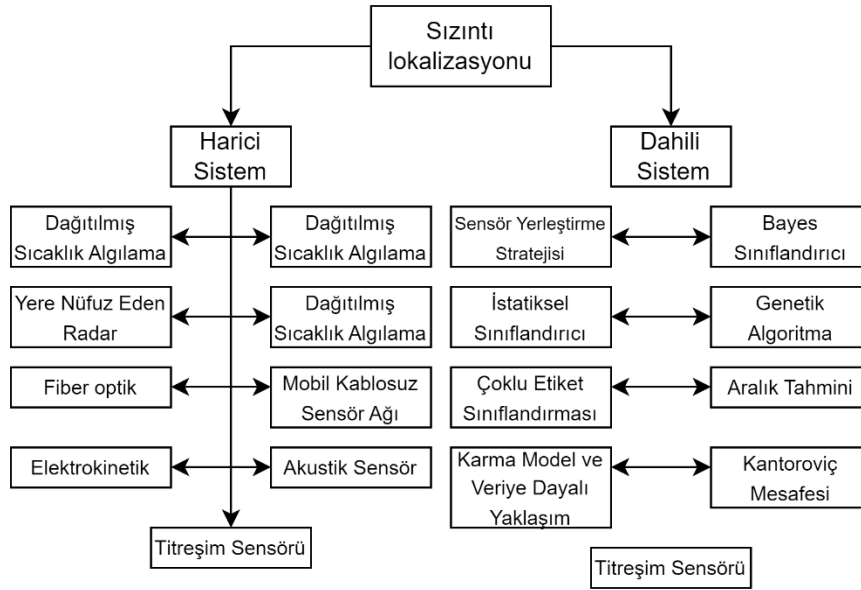 Sızıntı
lokalizasyonu
Harici
Sistem
Dahili
Sistem
Dağıtılmış
Sıcaklık Algılama
Dağıtılmış
Sıcaklık Algılama
Sensör Yerleştirme
Stratejisi
Bayes
Sınıflandırıcı
Yere Nüfuz Eden
Radar
Dağıtılmış
Sıcaklık Algılama
İstatiksel
Sınıflandırıcı
Genetik
Algoritma
Fiber optik
Mobil Kablosuz
Sensör Ağı
Çoklu Etiket
Sınıflandırması
Aralık Tahmini
Elektrokinetik
Akustik Sensör
Karma Model ve
Veriye Dayalı
Yaklaşım
Kantoroviç
Mesafesi
Titreşim Sensörü
Titreşim Sensörü